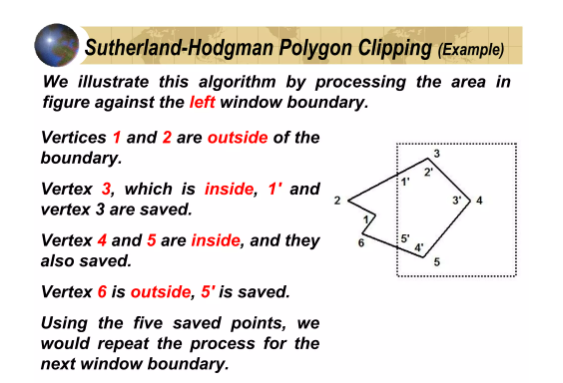 Sutherland-Hodgman Polygon Clipping (Example)
We illustrate this algorithm by processing the area in
figure against the left window boundary.
Vertices 1 and 2 are outside of the
boundary.
Vertex 3, which is inside, 1' and
vertex 3 are saved.
Vertex 4 and 5 are inside, and they
also saved.
Vertex 6 is outside, 5' is saved.
Using the five saved points, we
would repeat the process for the
next window boundary.
3
2'
1'
2
3'
4
1
6
5'
4'
5